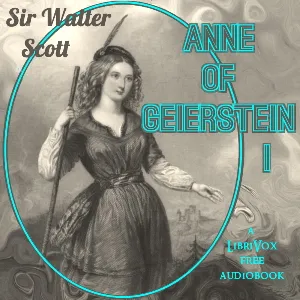 Sir Walter
Scott
ANNE
OF
GEIERSTEIN
I
A
LIBRIVOX
FREE
AUDIOBOOK